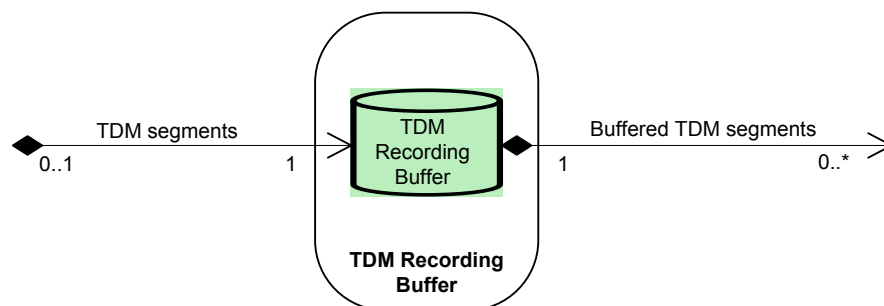 TDM segments
0..1
1
TDM
Recording
Buffer
Buffered TDM segments
1
0..*
TDM Recording
Buffer